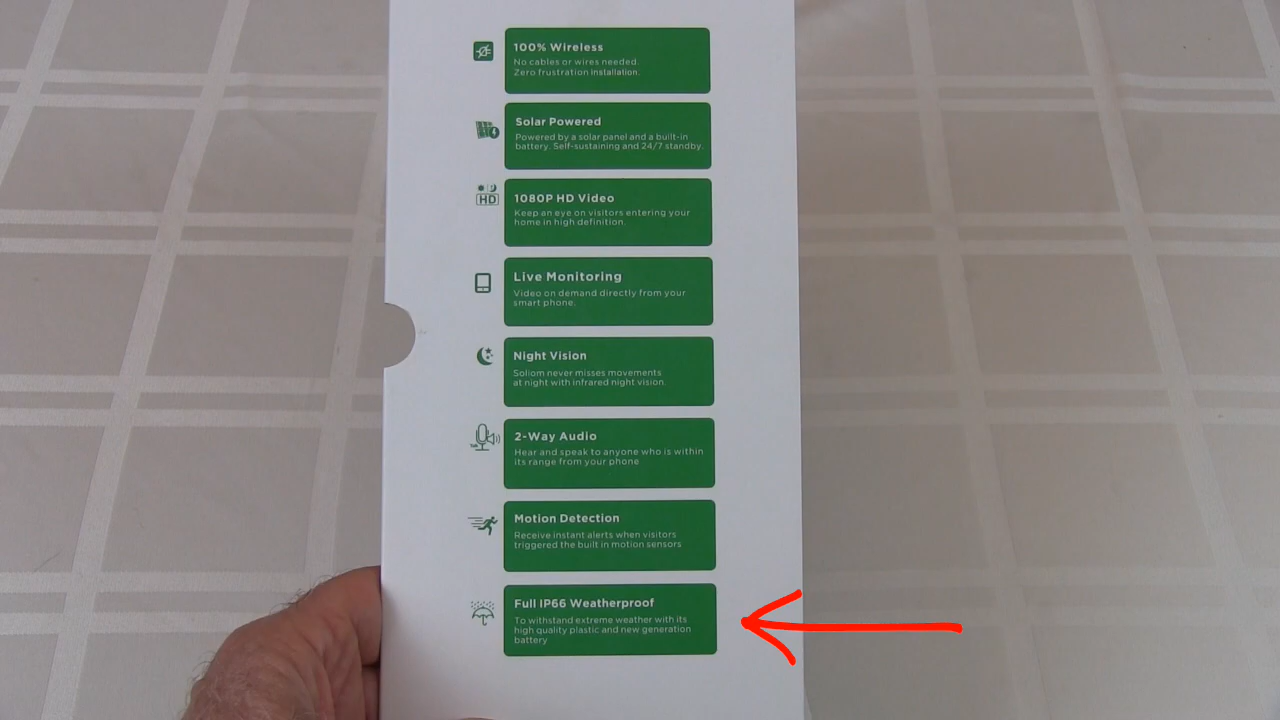 100% Wireless
No cables or wires needed.
Zero frustration installation.
Solar Powered
Powered by a solar panel and a built-in
battery. Self-sustaining and 24/7 standby.
HD
1080P HD Video
Keep an eye on visitors entering your
home in high definition.
Live Monitoring
Video on demand directly from your
smart phone.
Night Vision
Soliom never misses movements
at night with infrared night vision.
2-Way Audio
Hear and speak to anyone who is within
its range from your phone
Motion Detection
Receive instant alerts when visitors
triggered the built in motion sensors
Full IP66 Weatherproof
To withstand extreme weather with its
high quality plastic and new generation
battery